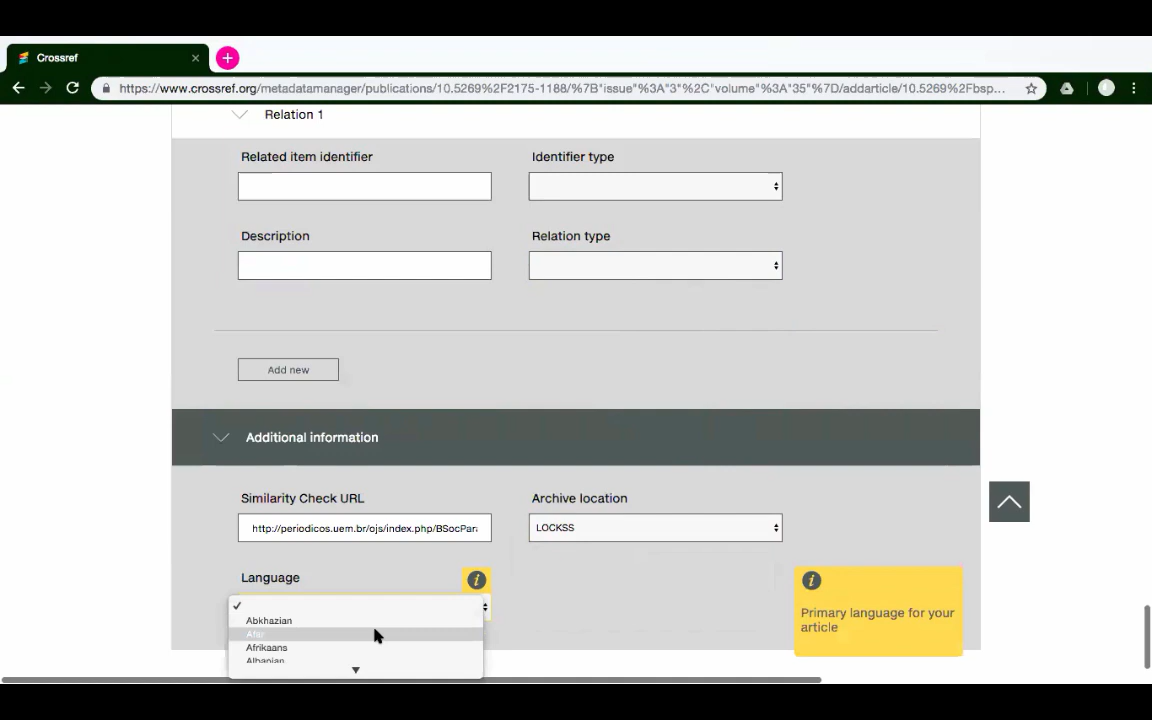 Crossref
https://www.crossref.org/metadatamanager/publications/10.5269%2F2175-1188/%7B"issue"%3A"3"%2C"volume"%3A"35"%7D/addarticle/10.5269%2Fbsp...
Relation 1
Related item identifier Identifier type
Description Relation type
Add new
Additional information
Similarity Check URL Archive location
http://periodicos.uem.br/ojs/index.php/BSocPar LOCKSS
Language
Abkhazian
Afar
Afrikaans
Albanian
Primary language for your
article